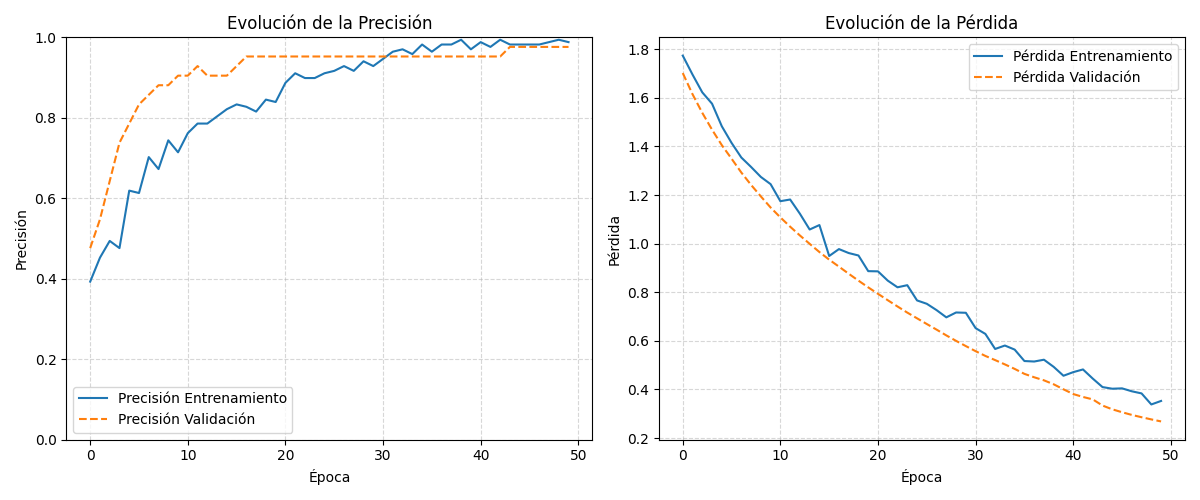 Evolución de la Precisión
1.0
0.8
0.6
0.4
0.2
0.0
Precisión
Precisión Entrenamiento
Precisión Validación
0 10 20 30 40 50
Época
Evolución de la Pérdida
1.8
1.6
1.4
1.2
1.0
0.8
0.6
0.4
0.2
Pérdida
Pérdida Entrenamiento
Pérdida Validación
0 10 20 30 40 50
Época